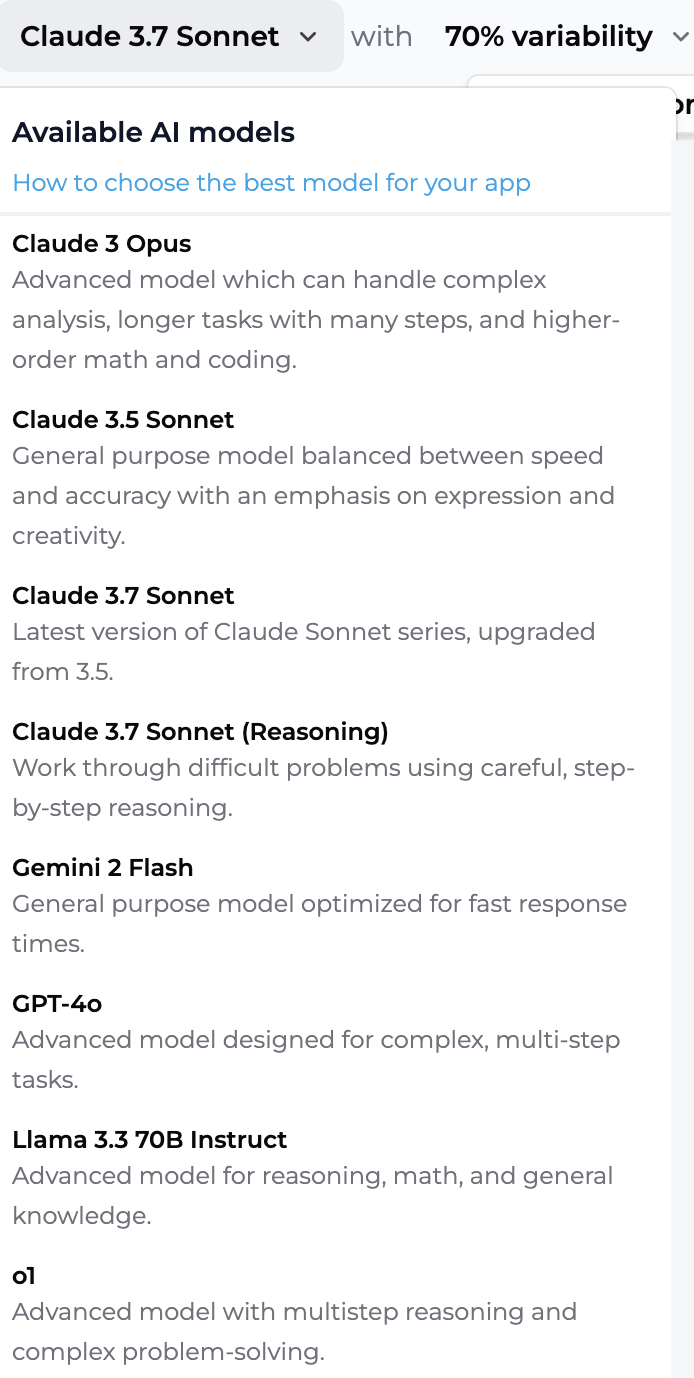 Claude 3.7 Sonnet with 70% variability
Available AI models
How to choose the best model for your app
Claude 3 Opus
Advanced model which can handle complex
analysis, longer tasks with many steps, and higher-
order math and coding.
Claude 3.5 Sonnet
General purpose model balanced between speed
and accuracy with an emphasis on expression and
creativity.
Claude 3.7 Sonnet
Latest version of Claude Sonnet series, upgraded
from 3.5.
Claude 3.7 Sonnet (Reasoning)
Work through difficult problems using careful, step-
by-step reasoning.
Gemini 2 Flash
General purpose model optimized for fast response
times.
GPT-4o
Advanced model designed for complex, multi-step
tasks.
Llama 3.3 70B Instruct
Advanced model for reasoning, math, and general
knowledge.
o1
Advanced model with multistep reasoning and
complex problem-solving.